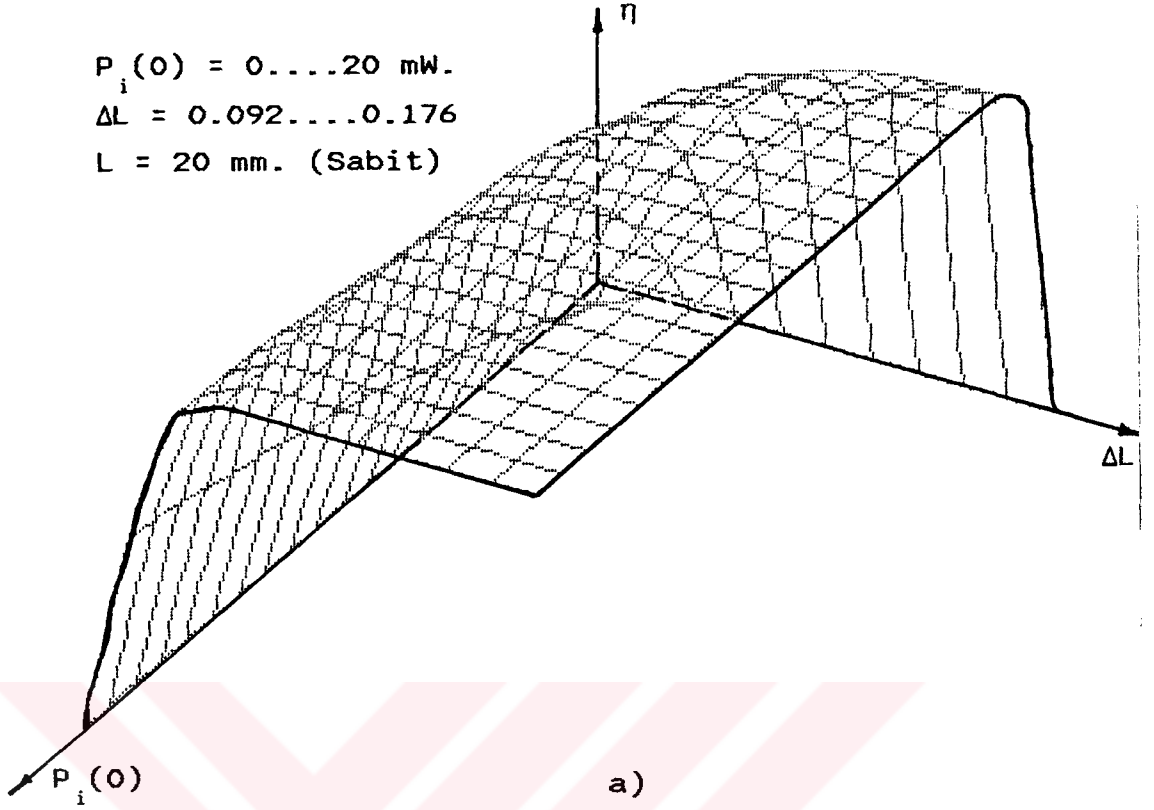 η
P_i(0) = 0....20 mW.
ΔL = 0.092....0.176
L = 20 mm. (Sabit)
ΔL
P_i(0)
a)